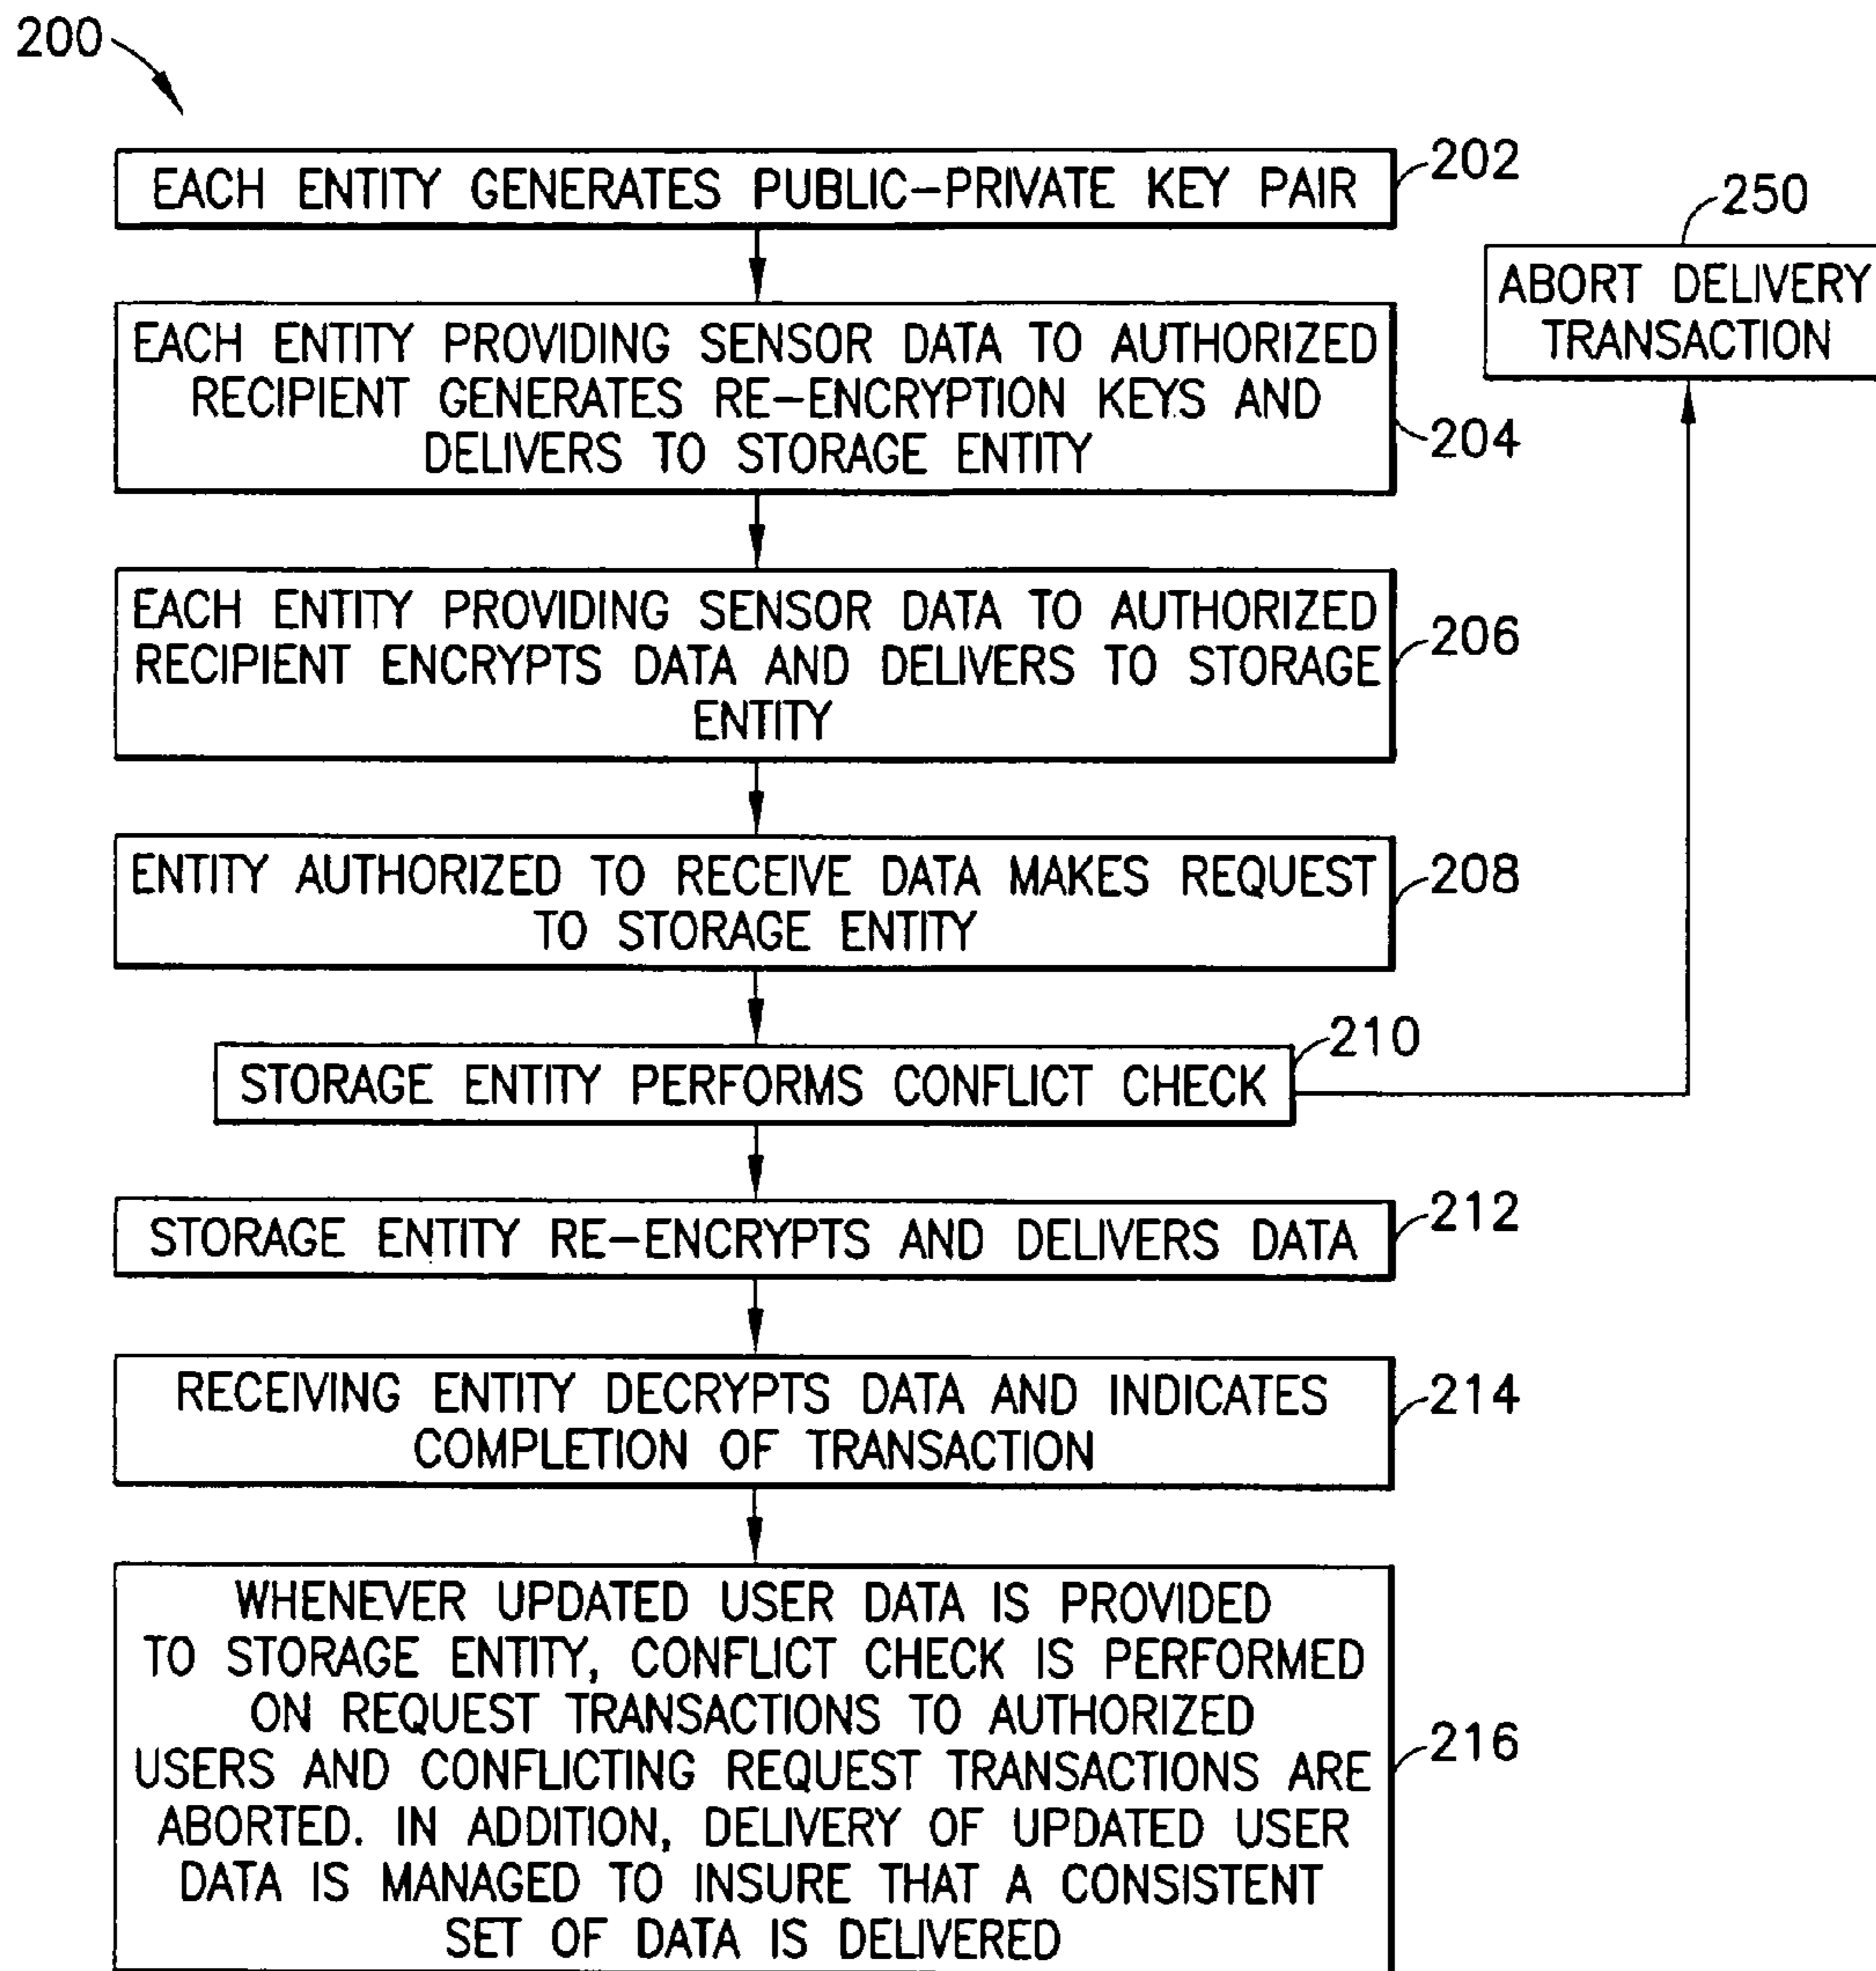 200
EACH ENTITY GENERATES PUBLIC-PRIVATE KEY PAIR
202
250
ABORT DELIVERY
TRANSACTION
EACH ENTITY PROVIDING SENSOR DATA TO AUTHORIZED
RECIPIENT GENERATES RE-ENCRYPTION KEYS AND
DELIVERS TO STORAGE ENTITY
204
EACH ENTITY PROVIDING SENSOR DATA TO AUTHORIZED
RECIPIENT ENCRYPTS DATA AND DELIVERS TO STORAGE
ENTITY
206
ENTITY AUTHORIZED TO RECEIVE DATA MAKES REQUEST
TO STORAGE ENTITY
208
STORAGE ENTITY PERFORMS CONFLICT CHECK
210
STORAGE ENTITY RE-ENCRYPTS AND DELIVERS DATA
212
RECEIVING ENTITY DECRYPTS DATA AND INDICATES
COMPLETION OF TRANSACTION
214
WHENEVER UPDATED USER DATA IS PROVIDED
TO STORAGE ENTITY, CONFLICT CHECK IS PERFORMED
ON REQUEST TRANSACTIONS TO AUTHORIZED
USERS AND CONFLICTING REQUEST TRANSACTIONS ARE
ABORTED. IN ADDITION, DELIVERY OF UPDATED USER
DATA IS MANAGED TO INSURE THAT A CONSISTENT
SET OF DATA IS DELIVERED
216